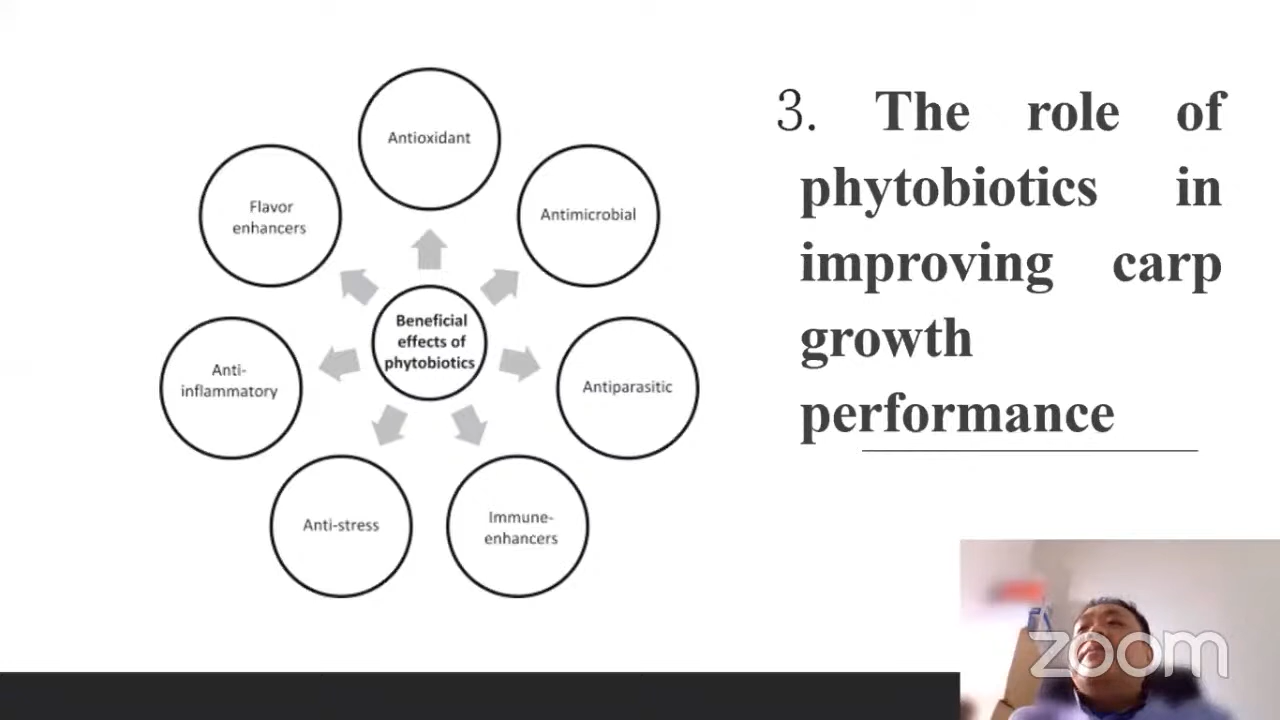 3. The role of
phytobiotics in
improving carp
growth
performance
Antioxidant
Antimicrobial
Antiparasitic
Immune-
enhancers
Anti-stress
Anti-
inflammatory
Flavor
enhancers
Beneficial
effects of
phytobiotics
zoom